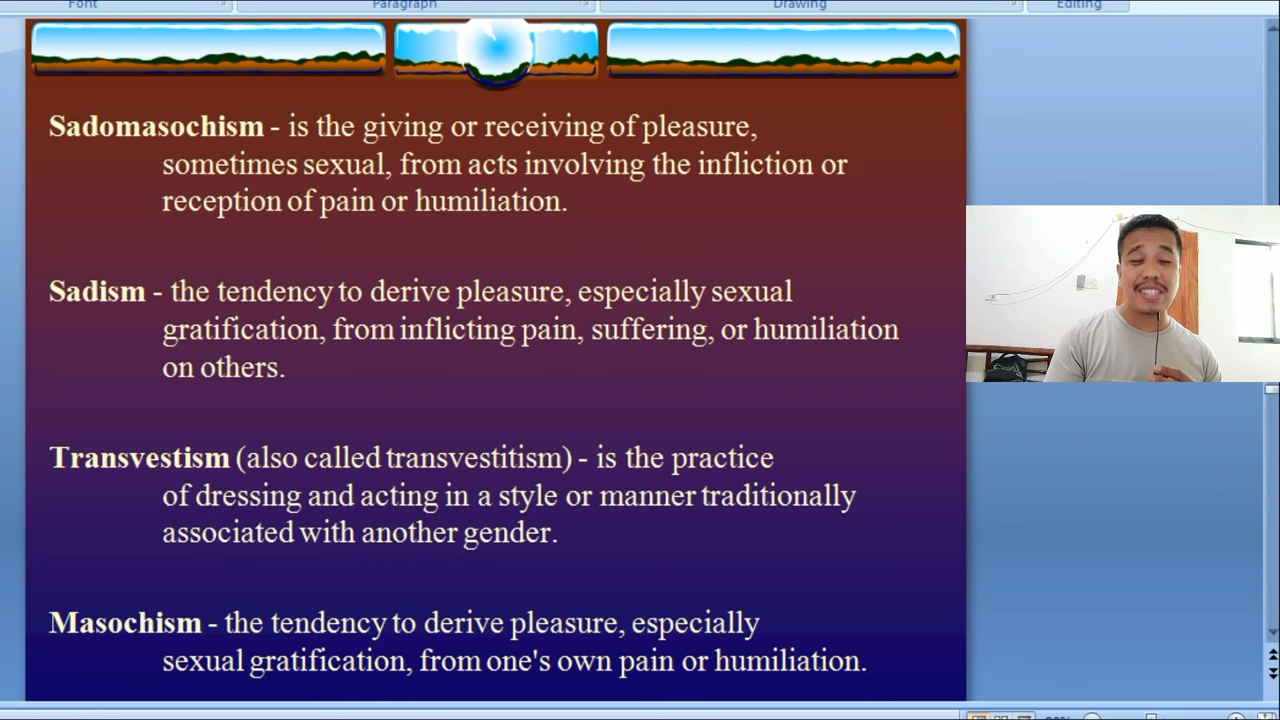 Font Paragraph Drawing Editing
Sadomasochism - is the giving or receiving of pleasure,
sometimes sexual, from acts involving the infliction or
reception of pain or humiliation.
Sadism - the tendency to derive pleasure, especially sexual
gratification, from inflicting pain, suffering, or humiliation
on others.
Transvestism (also called transvestitism) - is the practice
of dressing and acting in a style or manner traditionally
associated with another gender.
Masochism - the tendency to derive pleasure, especially
sexual gratification, from one's own pain or humiliation.